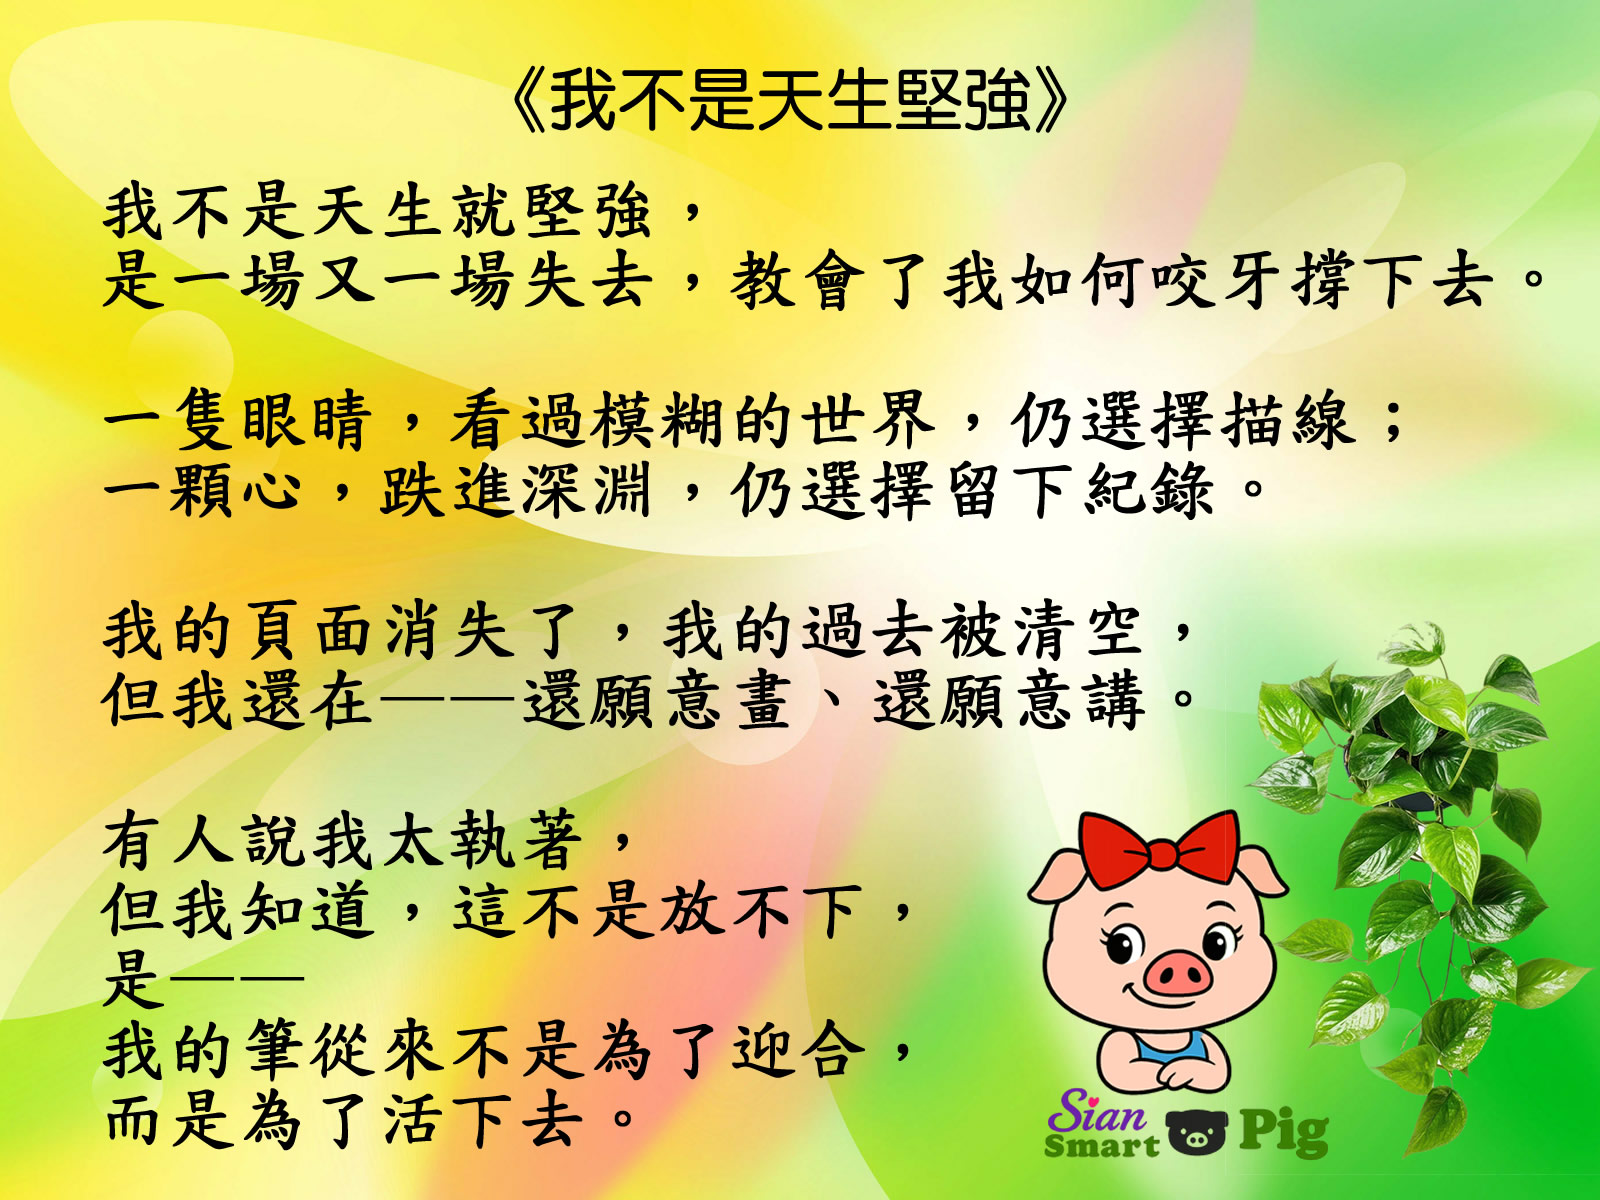 《我不是天生堅強》
我不是天生就堅強，
是一場又一場失去，教會了我如何咬牙撐下去。
一隻眼睛，看過模糊的世界，仍選擇描線；
一顆心，跌進深淵，仍選擇留下紀錄。
我的頁面消失了，我的過去被清空，
但我還在——還願意畫、還願意講。
有人說我太執著，
但我知道，這不是放不下，
是——
我的筆從來不是為了迎合，
而是為了活下去。
Sian
Smart Pig